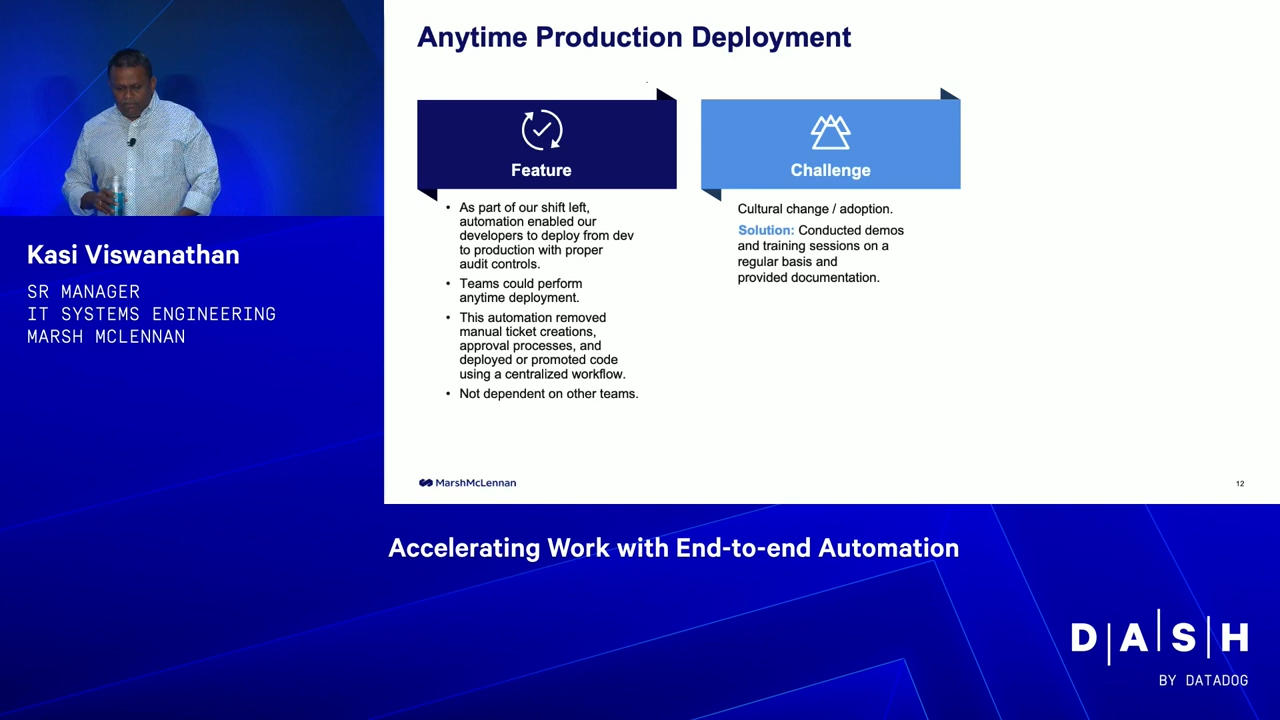 Anytime Production Deployment
Feature
As part of our shift left,
automation enabled our
developers to deploy from dev
to production with proper
audit controls.
Teams could perform
anytime deployment.
This automation removed
manual ticket creations,
approval processes, and
deployed or promoted code
using a centralized workflow.
Not dependent on other teams.
Challenge
Cultural change / adoption.
Solution: Conducted demos
and training sessions on a
regular basis and
provided documentation.
MarshMcLennan
12
Kasi Viswanathan
SR MANAGER
IT SYSTEMS ENGINEERING
MARSH MCLENNAN
Accelerating Work with End-to-end Automation
D|A|S|H
BY DATADOG